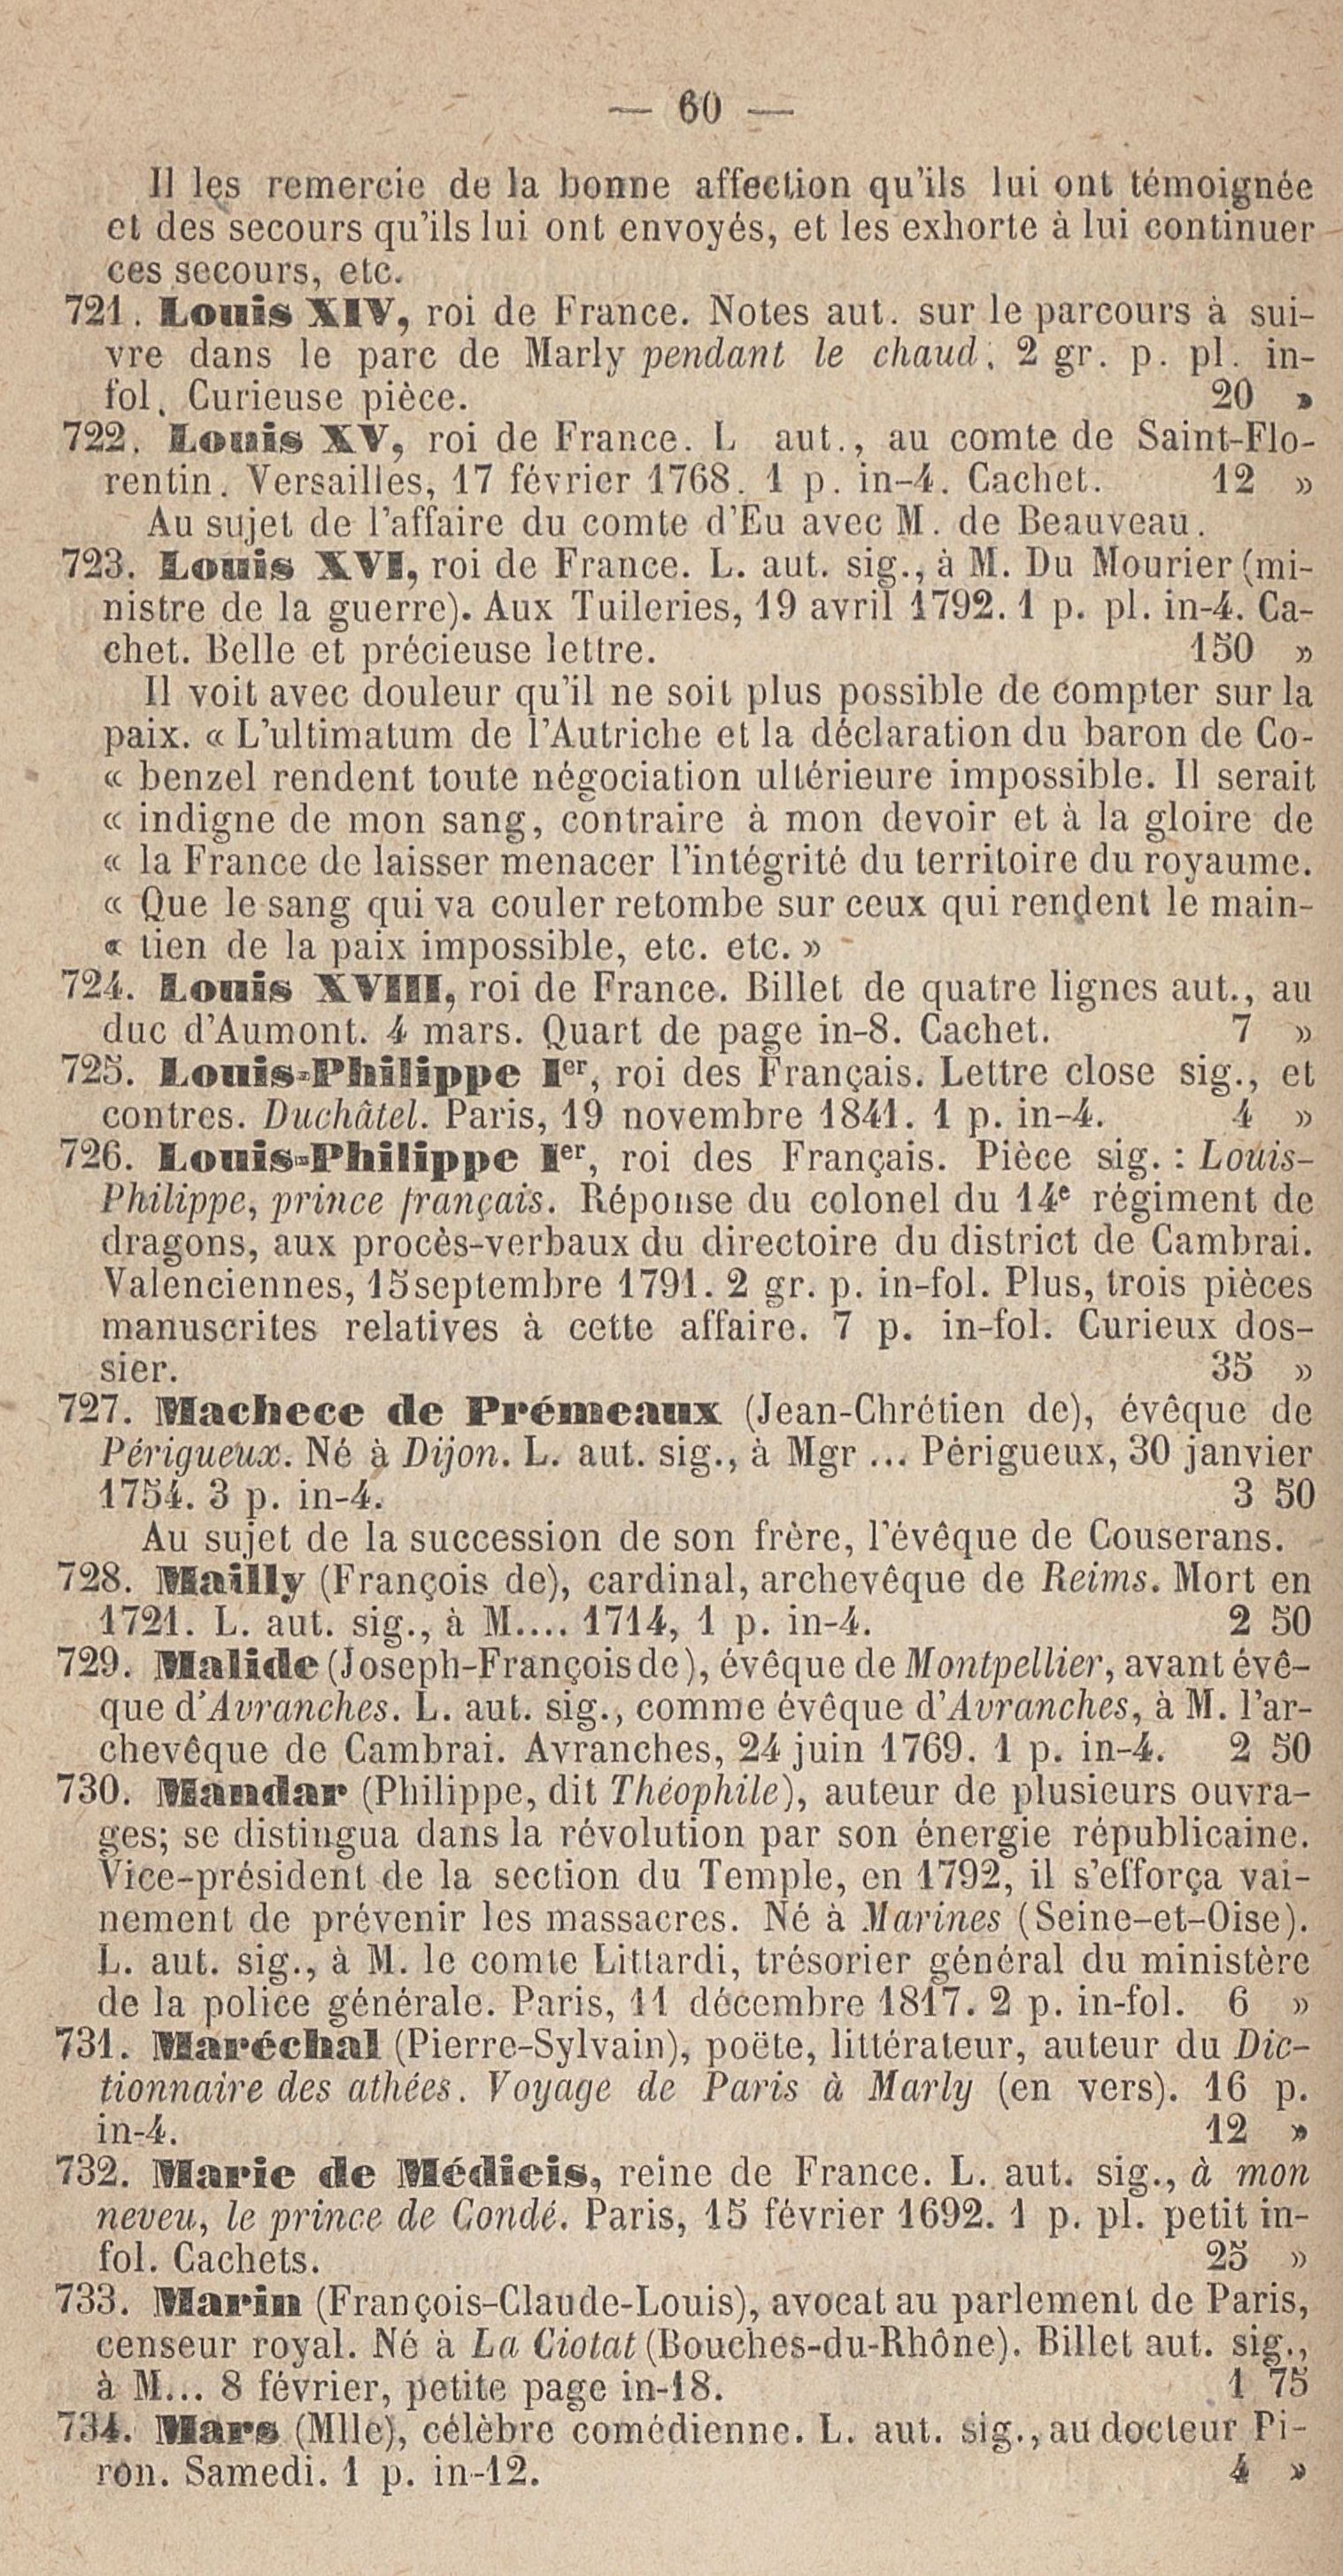 — 60 —
Il les remercie de la bonne affection qu'ils lui ont témoignée
et des secours qu'ils lui ont envoyés, et les exhorte à lui continuer
ces secours, etc.
721. Louis XIV, roi de France. Notes aut. sur le parcours à sui-
vre dans le parc de Marly pendant le chaud. 2 gr. p. pl. in-
fol. Curieuse pièce. 20 »
722. Louis XV, roi de France. L aut., au comte de Saint-Flo-
rentin. Versailles, 17 février 1768. 1 p. in-4. Cachet. 12 »
Au sujet de l'affaire du comte d'Eu avec M. de Beauveau.
723. Louis XVI, roi de France. L. aut. sig., à M. Du Mourier (mi-
nistre de la guerre). Aux Tuileries, 19 avril 1792. 1 p. pl. in-4. Ca-
chet. Belle et précieuse lettre. 150 »
Il voit avec douleur qu'il ne soit plus possible de compter sur la
paix. « L'ultimatum de l'Autriche et la déclaration du baron de Co-
« benzel rendent toute négociation ultérieure impossible. Il serait
« indigne de mon sang, contraire à mon devoir et à la gloire de
« la France de laisser menacer l'intégrité du territoire du royaume.
« Que le sang qui va couler retombe sur ceux qui rendent le main-
« tien de la paix impossible, etc. etc. »
724. Louis XVIII, roi de France. Billet de quatre lignes aut., au
duc d'Aumont. 4 mars. Quart de page in-8. Cachet. 7 »
725. Louis-Philippe Ier, roi des Français. Lettre close sig., et
contres. Duchâtel. Paris, 19 novembre 1841. 1 p. in-4. 4 »
726. Louis-Philippe Ier, roi des Français. Pièce sig. : Louis-
Philippe, prince français. Réponse du colonel du 14e régiment de
dragons, aux procès-verbaux du directoire du district de Cambrai.
Valenciennes, 15 septembre 1791. 2 gr. p. in-fol. Plus, trois pièces
manuscrites relatives à cette affaire. 7 p. in-fol. Curieux dos-
sier. 35 »
727. Machece de Prémeaux (Jean-Chrétien de), évêque de
Périgueux. Né à Dijon. L. aut. sig., à Mgr ... Périgueux, 30 janvier
1754. 3 p. in-4. 3 50
Au sujet de la succession de son frère, l'évêque de Couserans.
728. Mailly (François de), cardinal, archevêque de Reims. Mort en
1721. L. aut. sig., à M.... 1714, 1 p. in-4. 2 50
729. Malide (Joseph-François de), évêque de Montpellier, avant évê-
que d'Avranches. L. aut. sig., comme évêque d'Avranches, à M. l'ar-
chevêque de Cambrai. Avranches, 24 juin 1769. 1 p. in-4. 2 50
730. Mandar (Philippe, dit Théophile), auteur de plusieurs ouvra-
ges; se distingua dans la révolution par son énergie républicaine.
Vice-président de la section du Temple, en 1792, il s'efforça vai-
nement de prévenir les massacres. Né à Marines (Seine-et-Oise).
L. aut. sig., à M. le comte Littardi, trésorier général du ministère
de la police générale. Paris, 11 décembre 1817. 2 p. in-fol. 6 »
731. Maréchal (Pierre-Sylvain), poëte, littérateur, auteur du Dic-
tionnaire des athées. Voyage de Paris à Marly (en vers). 16 p.
in-4. 12 »
732. Marie de Médicis, reine de France. L. aut. sig., à mon
neveu, le prince de Condé. Paris, 15 février 1692. 1 p. pl. petit in-
fol. Cachets. 25 »
733. Marin (François-Claude-Louis), avocat au parlement de Paris,
censeur royal. Né à La Ciotat (Bouches-du-Rhône). Billet aut. sig.,
à M... 8 février, petite page in-18. 1 75
734. Mars (Mlle), célèbre comédienne. L. aut. sig., au docteur Pi-
ron. Samedi. 1 p. in-12. 4 »